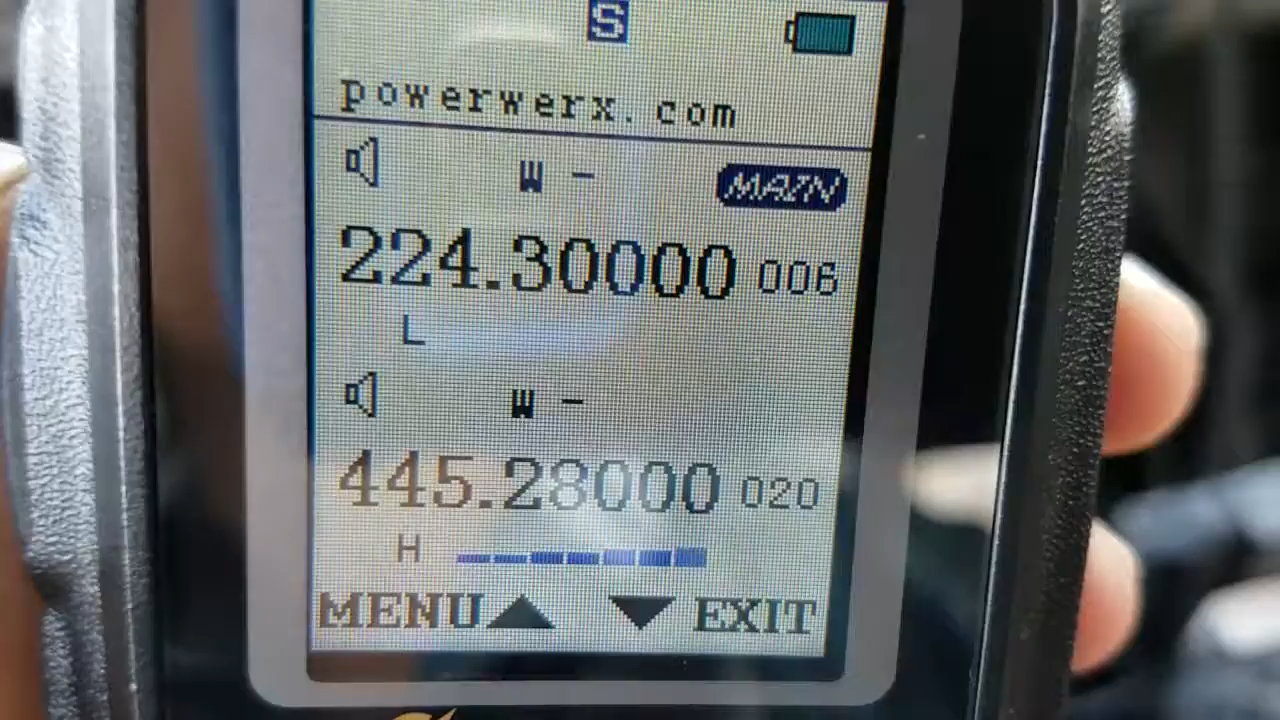 S
powerwerx.com
W - MAIN
224.30000 006
L
W -
445.28000 020
H
MENU EXIT